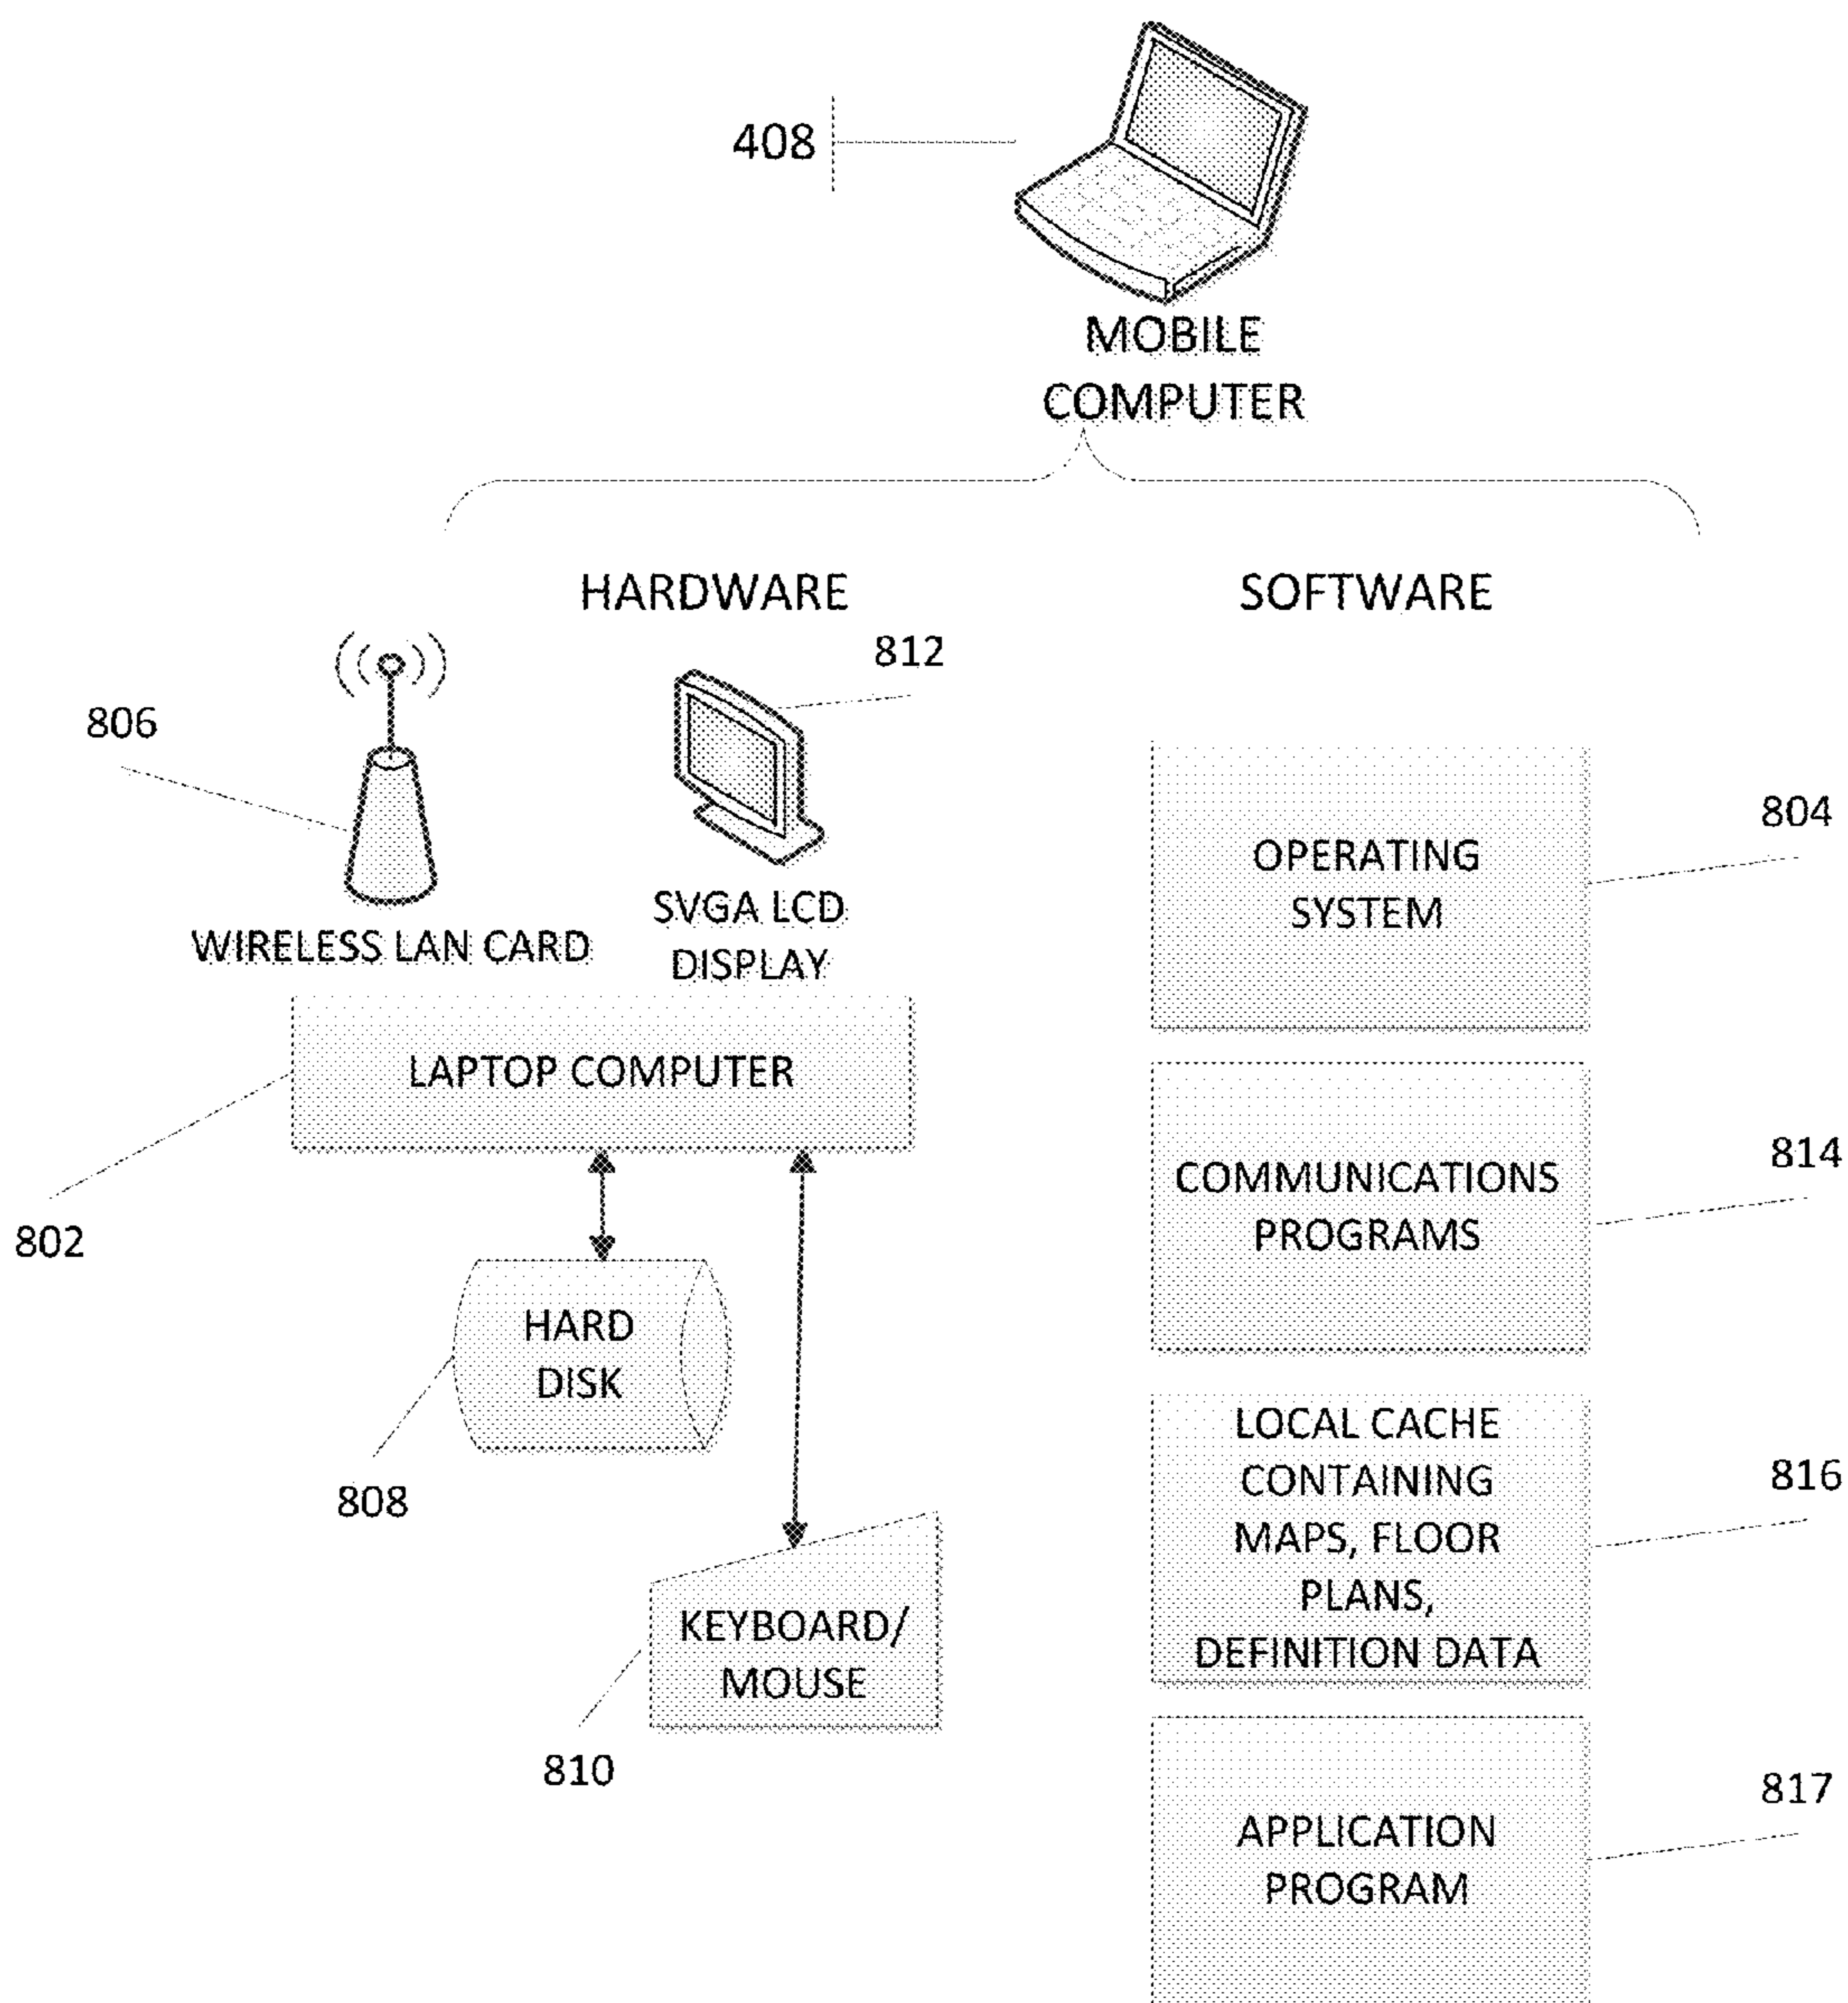 408
MOBILE
COMPUTER
HARDWARE
SOFTWARE
812
806
804
OPERATING
SYSTEM
SVGA LCD
DISPLAY
WIRELESS LAN CARD
LAPTOP COMPUTER
802
814
COMMUNICATIONS
PROGRAMS
HARD
DISK
808
LOCAL CACHE
CONTAINING
MAPS, FLOOR
PLANS,
DEFINITION DATA
816
KEYBOARD/
MOUSE
810
817
APPLICATION
PROGRAM